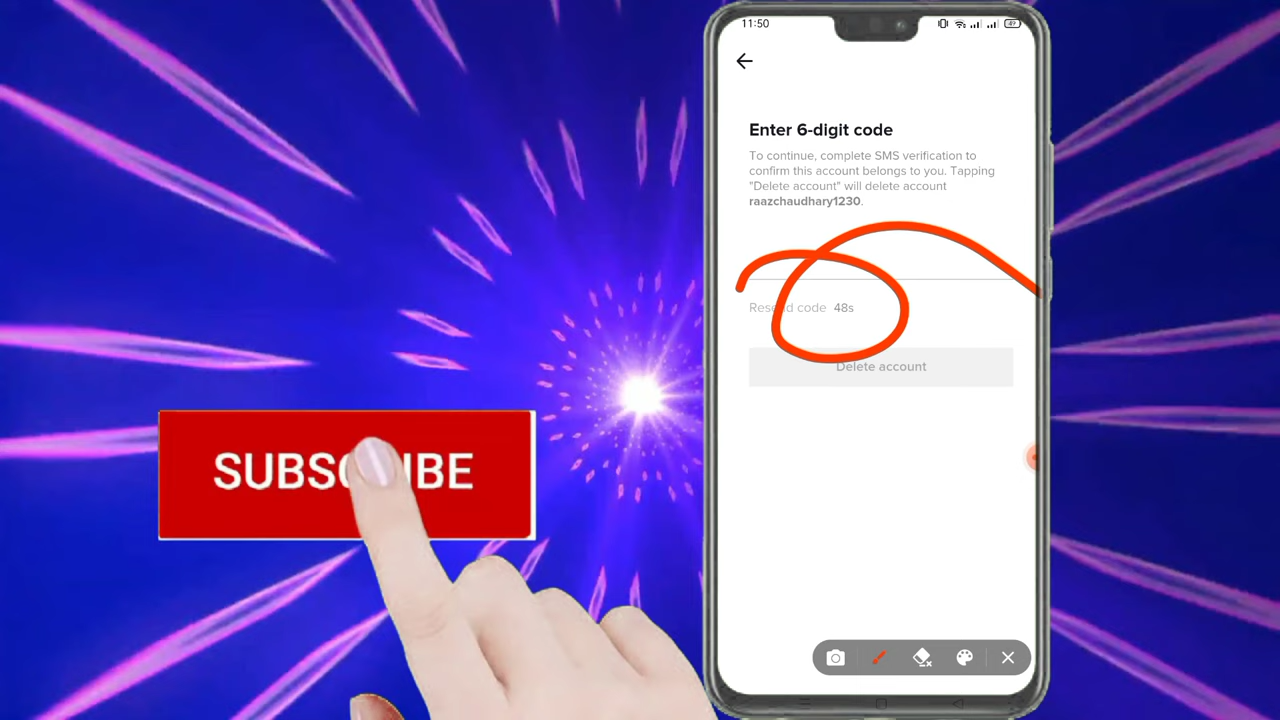 11:50
49
Enter 6-digit code
To continue, complete SMS verification to
confirm this account belongs to you. Tapping
"Delete account" will delete account
raazchaudhary1230.
Resend code 48s
Delete account
SUBSCRIBE